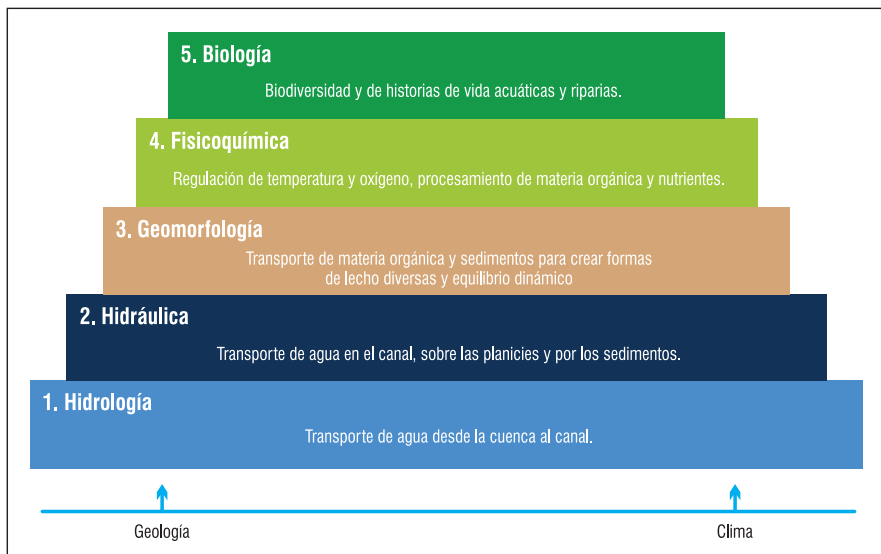 5. Biología
Biodiversidad y de historias de vida acuáticas y riparias.
4. Fisicoquímica
Regulación de temperatura y oxígeno, procesamiento de materia orgánica y nutrientes.
3. Geomorfología
Transporte de materia orgánica y sedimentos para crear formas
de lecho diversas y equilibrio dinámico
2. Hidráulica
Transporte de agua en el canal, sobre las planicies y por los sedimentos.
1. Hidrología
Transporte de agua desde la cuenca al canal.
Geología
Clima